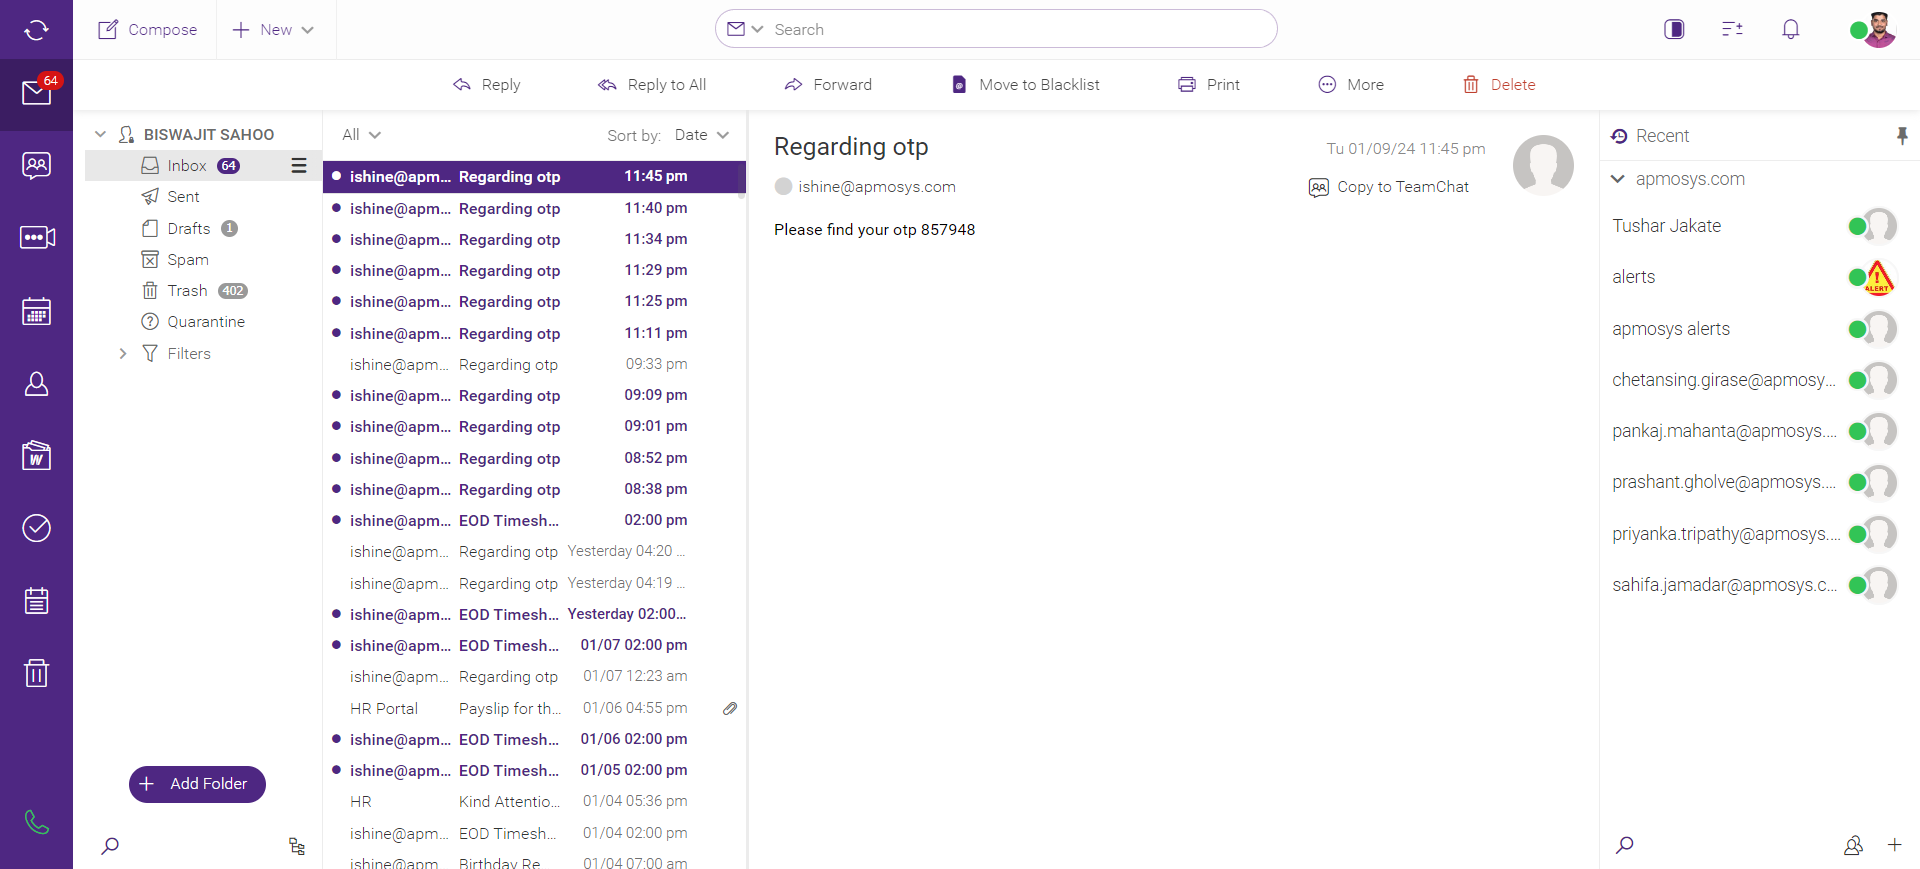 Compose
New
Search
64
Reply
Reply to All
Forward
Move to Blacklist
Print
More
Delete
BISWAJIT SAHOO
Inbox 64
Sent
Drafts 1
Spam
Trash 402
Quarantine
Filters
Add Folder
All
Sort by: Date
ishine@apm... Regarding otp 11:45 pm
ishine@apm... Regarding otp 11:40 pm
ishine@apm... Regarding otp 11:34 pm
ishine@apm... Regarding otp 11:29 pm
ishine@apm... Regarding otp 11:25 pm
ishine@apm... Regarding otp 11:11 pm
ishine@apm... Regarding otp 09:33 pm
ishine@apm... Regarding otp 09:09 pm
ishine@apm... Regarding otp 09:01 pm
ishine@apm... Regarding otp 08:52 pm
ishine@apm... Regarding otp 08:38 pm
ishine@apm... EOD Timesh... 02:00 pm
ishine@apm... Regarding otp Yesterday 04:20 ...
ishine@apm... Regarding otp Yesterday 04:19 ...
ishine@apm... EOD Timesh... Yesterday 02:00...
ishine@apm... EOD Timesh... 01/07 02:00 pm
ishine@apm... Regarding otp 01/07 12:23 am
HR Portal Payslip for th... 01/06 04:55 pm
ishine@apm... EOD Timesh... 01/06 02:00 pm
ishine@apm... EOD Timesh... 01/05 02:00 pm
HR Kind Attentio... 01/04 05:36 pm
ishine@apm... EOD Timesh... 01/04 02:00 pm
ishine@apm Birthday Re 01/04 07:00 am
Regarding otp
Tu 01/09/24 11:45 pm
ishine@apmosys.com
Copy to TeamChat
Please find your otp 857948
Recent
apmosys.com
Tushar Jakate
alerts
ALERT
apmosys alerts
chetansing.girase@apmosy...
pankaj.mahanta@apmosys....
prashant.gholve@apmosys....
priyanka.tripathy@apmosys....
sahifa.jamadar@apmosys.c...
W